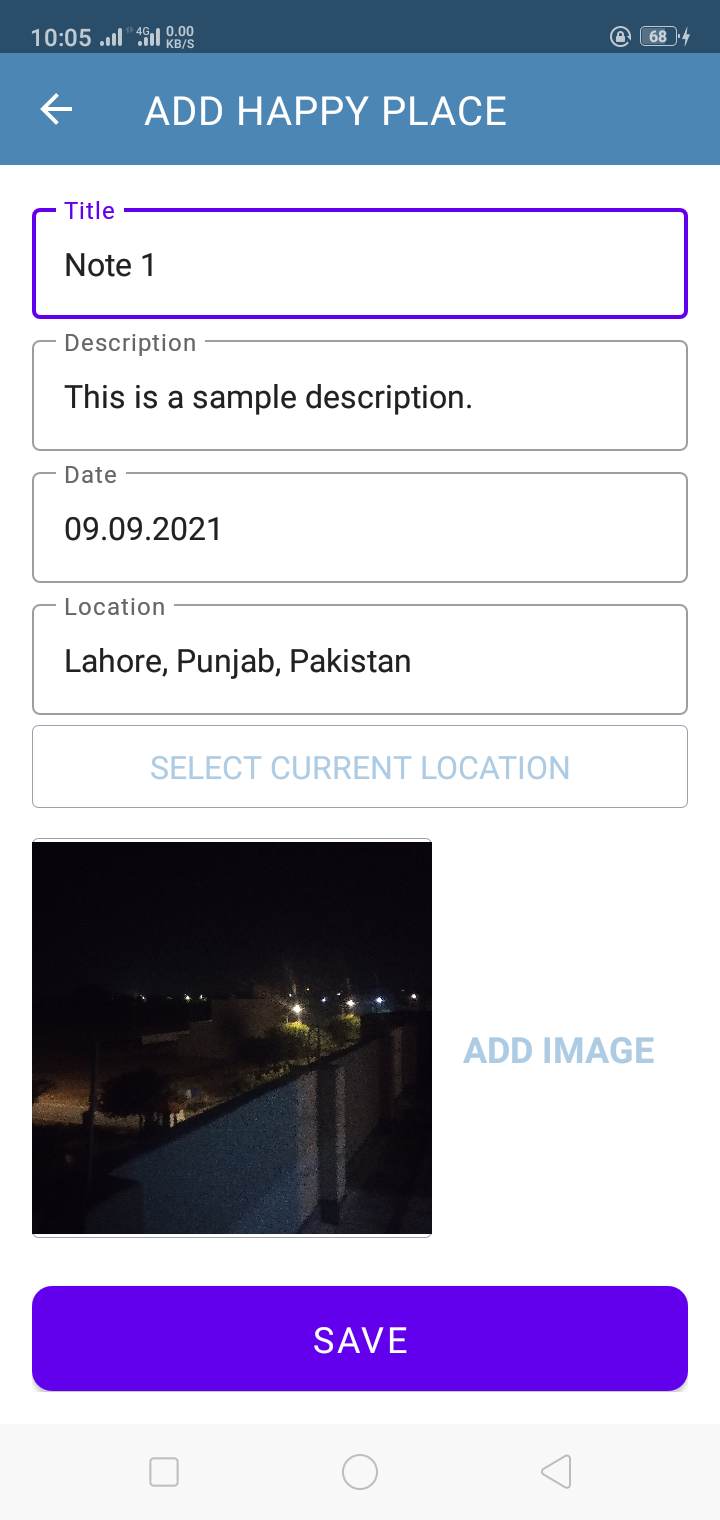 10:05 4G 0.00 KB/S 68
ADD HAPPY PLACE
Title
Note 1
Description
This is a sample description.
Date
09.09.2021
Location
Lahore, Punjab, Pakistan
SELECT CURRENT LOCATION
ADD IMAGE
SAVE